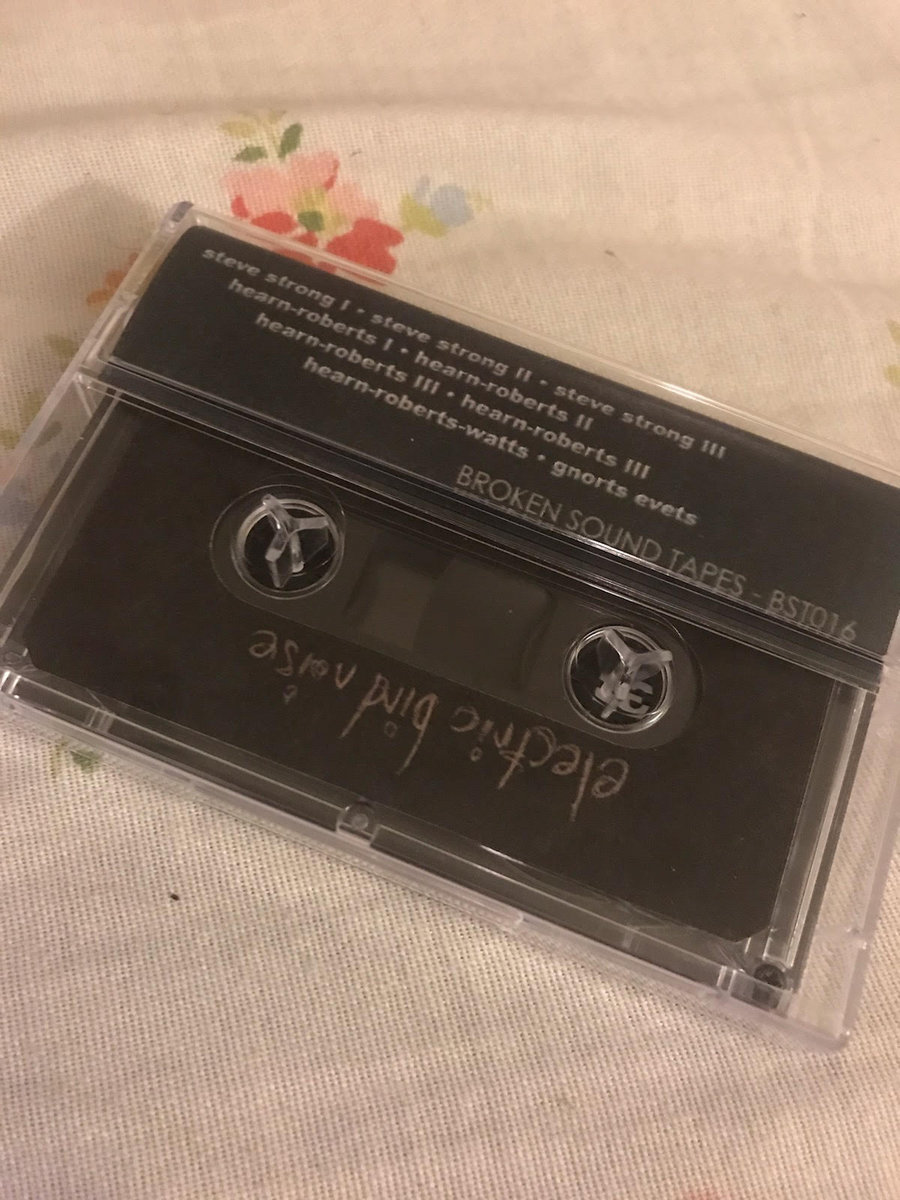 steve strong I • steve strong II • steve strong III
hearn-roberts I • hearn-roberts II
hearn-roberts III • hearn-roberts III
hearn-roberts-watts • gnorts evets
BROKEN SOUND TAPES - BST016
electric bird noise